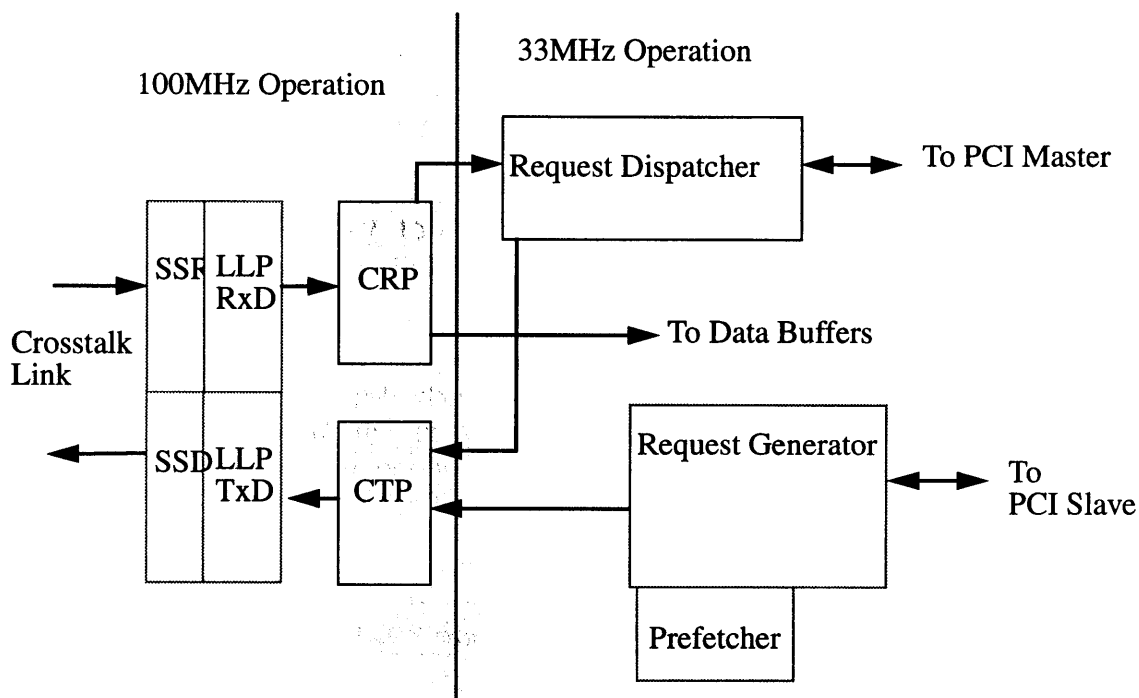 33MHz Operation
100MHz Operation
Request Dispatcher
To PCI Master
SSR
LLP
RxD
CRP
Crosstalk
Link
To Data Buffers
SSD
LLP
TxD
CTP
Request Generator
To
PCI Slave
Prefetcher